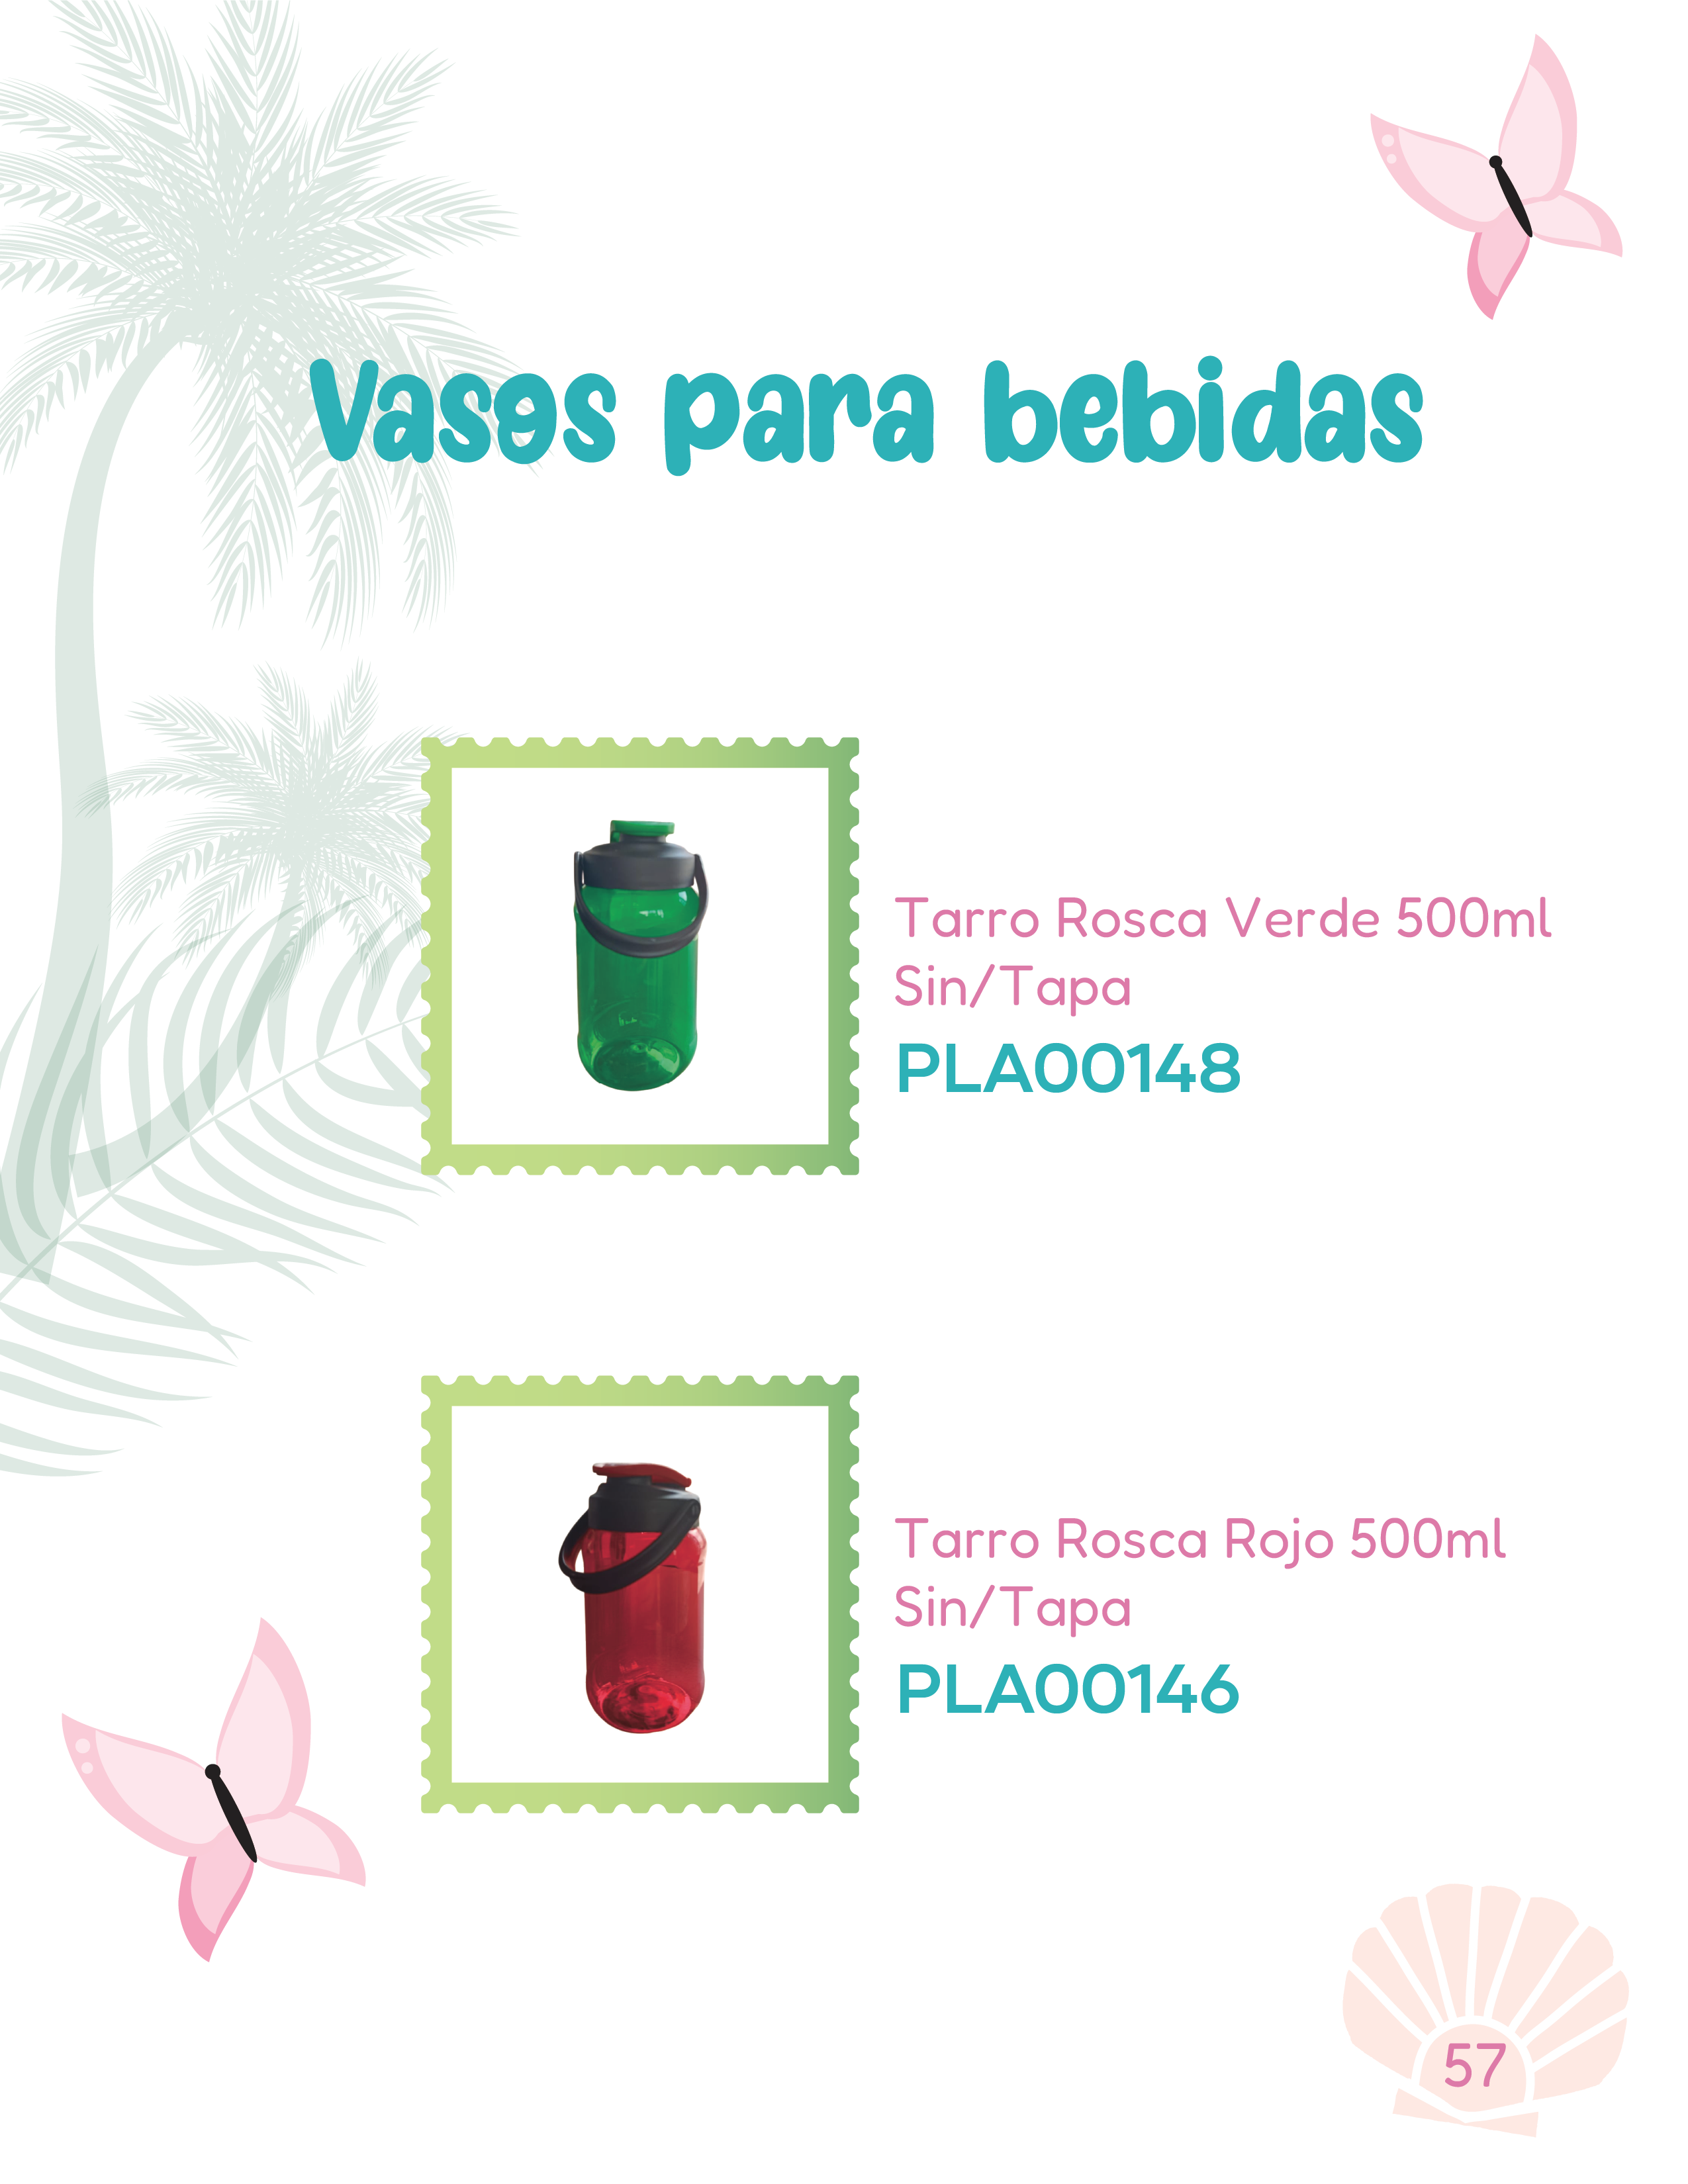 Vasos para bebidas
Tarro Rosca Verde 500ml
Sin/Tapa
PLA00148
Tarro Rosca Rojo 500ml
Sin/Tapa
PLA00146
57